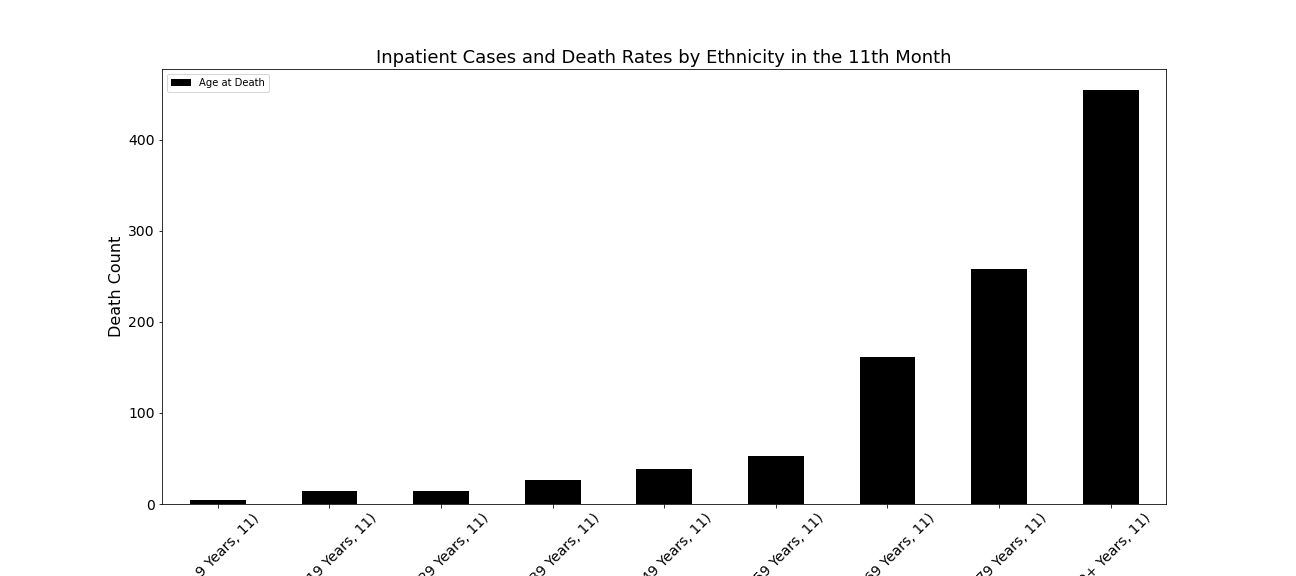 Inpatient Cases and Death Rates by Ethnicity in the 11th Month
Age at Death
Death Count
400
300
200
100
0
9 Years, 11)
19 Years, 11)
29 Years, 11)
39 Years, 11)
49 Years, 11)
59 Years, 11)
69 Years, 11)
79 Years, 11)
+ Years, 11)